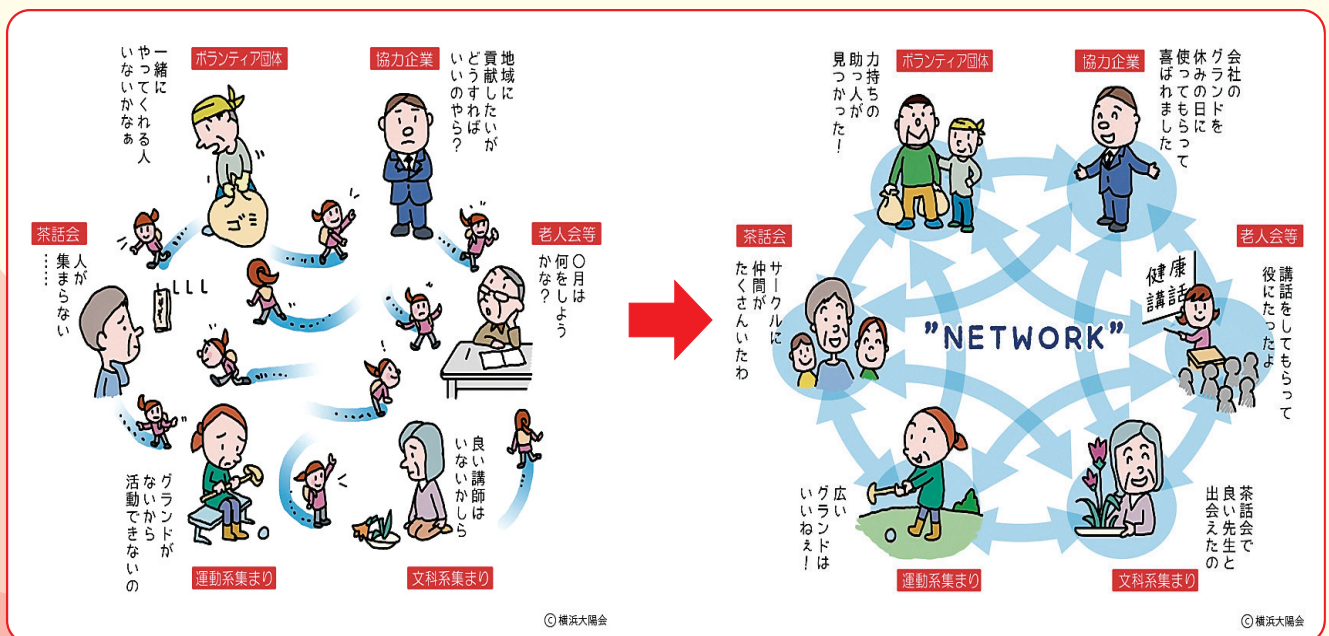 ボランティア団体
一緒に
やってくれる人
いないかなぁ
ゴミ
協力企業
地域に
貢献したいが
どうすれば
いいのやら？
茶話会
人が
集まらない
……
老人会等
〇月は
何をしよう
かな？
運動系集まり
グランドが
ないから
活動できないの
文科系集まり
良い講師は
いないかしら
©横浜大陽会
ボランティア団体
力持ちの
助っ人が
見つかった！
協力企業
会社の
グランドを
休みの日に
使ってもらって
喜ばれました
茶話会
サークルに
仲間が
たくさんいたわ
老人会等
健康
講話
講話をしてもらって
役にたったよ
"NETWORK"
運動系集まり
広い
グランドは
いいねぇ！
文科系集まり
茶話会で
良い先生と
出会えたの
©横浜大陽会